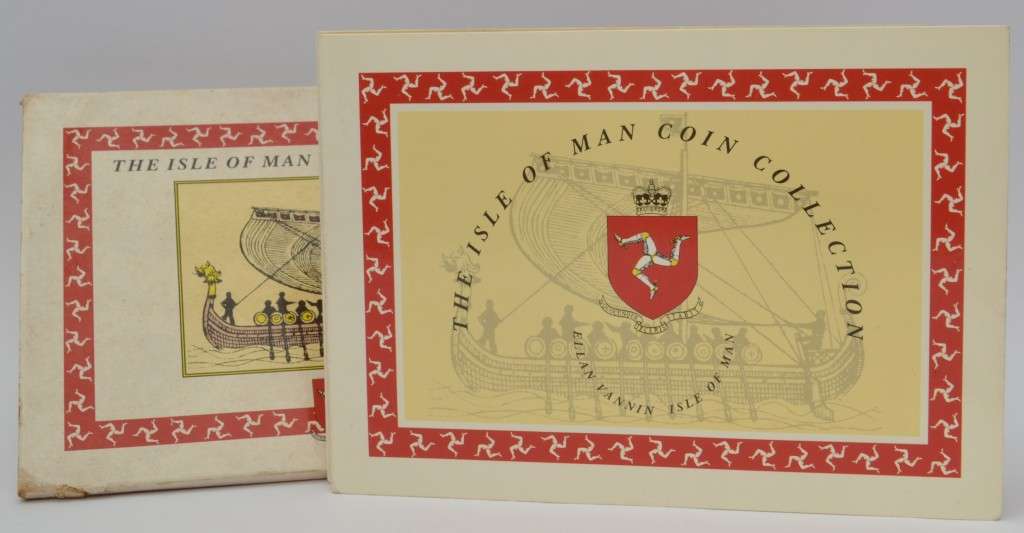 THE ISLE OF MAN
THE ISLE OF MAN COIN COLLECTION
ELLAN VANNIN ISLE OF MAN